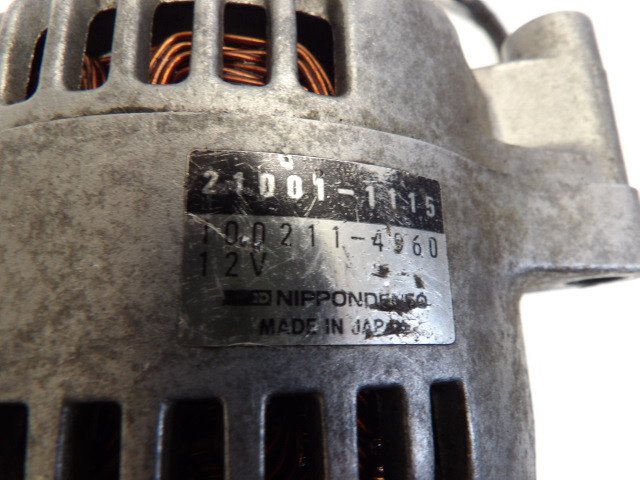 21001-1115
100211-4960
12V
NIPPONDENSO
MADE IN JAPAN